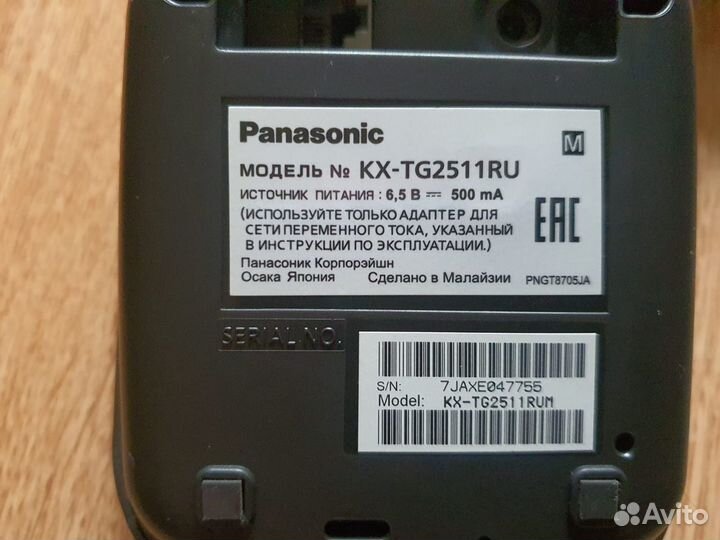 Panasonic
M
МОДЕЛЬ № KX-TG2511RU
ИСТОЧНИК ПИТАНИЯ : 6,5 В ⎓ 500 mA
(ИСПОЛЬЗУЙТЕ ТОЛЬКО АДАПТЕР ДЛЯ
СЕТИ ПЕРЕМЕННОГО ТОКА, УКАЗАННЫЙ
В ИНСТРУКЦИИ ПО ЭКСПЛУАТАЦИИ.)
EAC
Панасоник Корпорэйшн
Осака Япония Сделано в Малайзии
PNGT8705JA
SERIAL NO.
S/N: 7JAXE047755
Model: KX-TG2511RUM
Avito